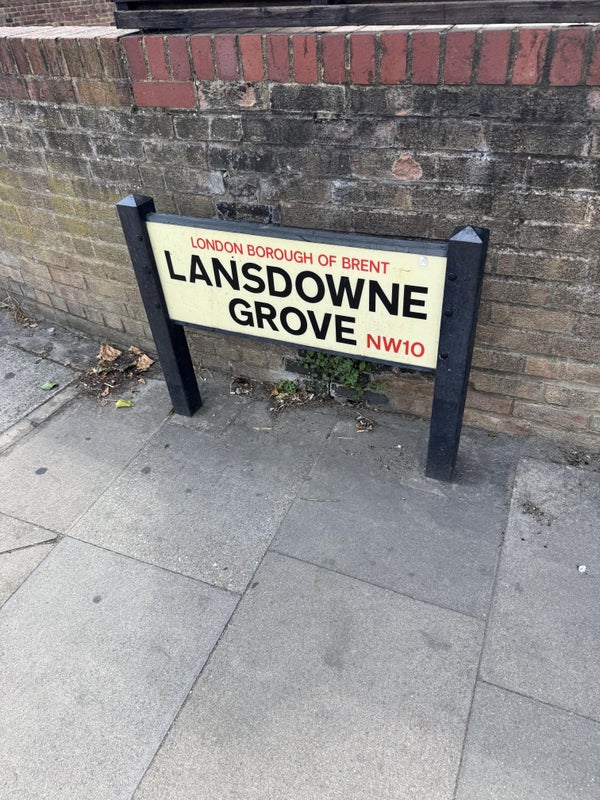 LONDON BOROUGH OF BRENT
LANSDOWNE
GROVE NW10